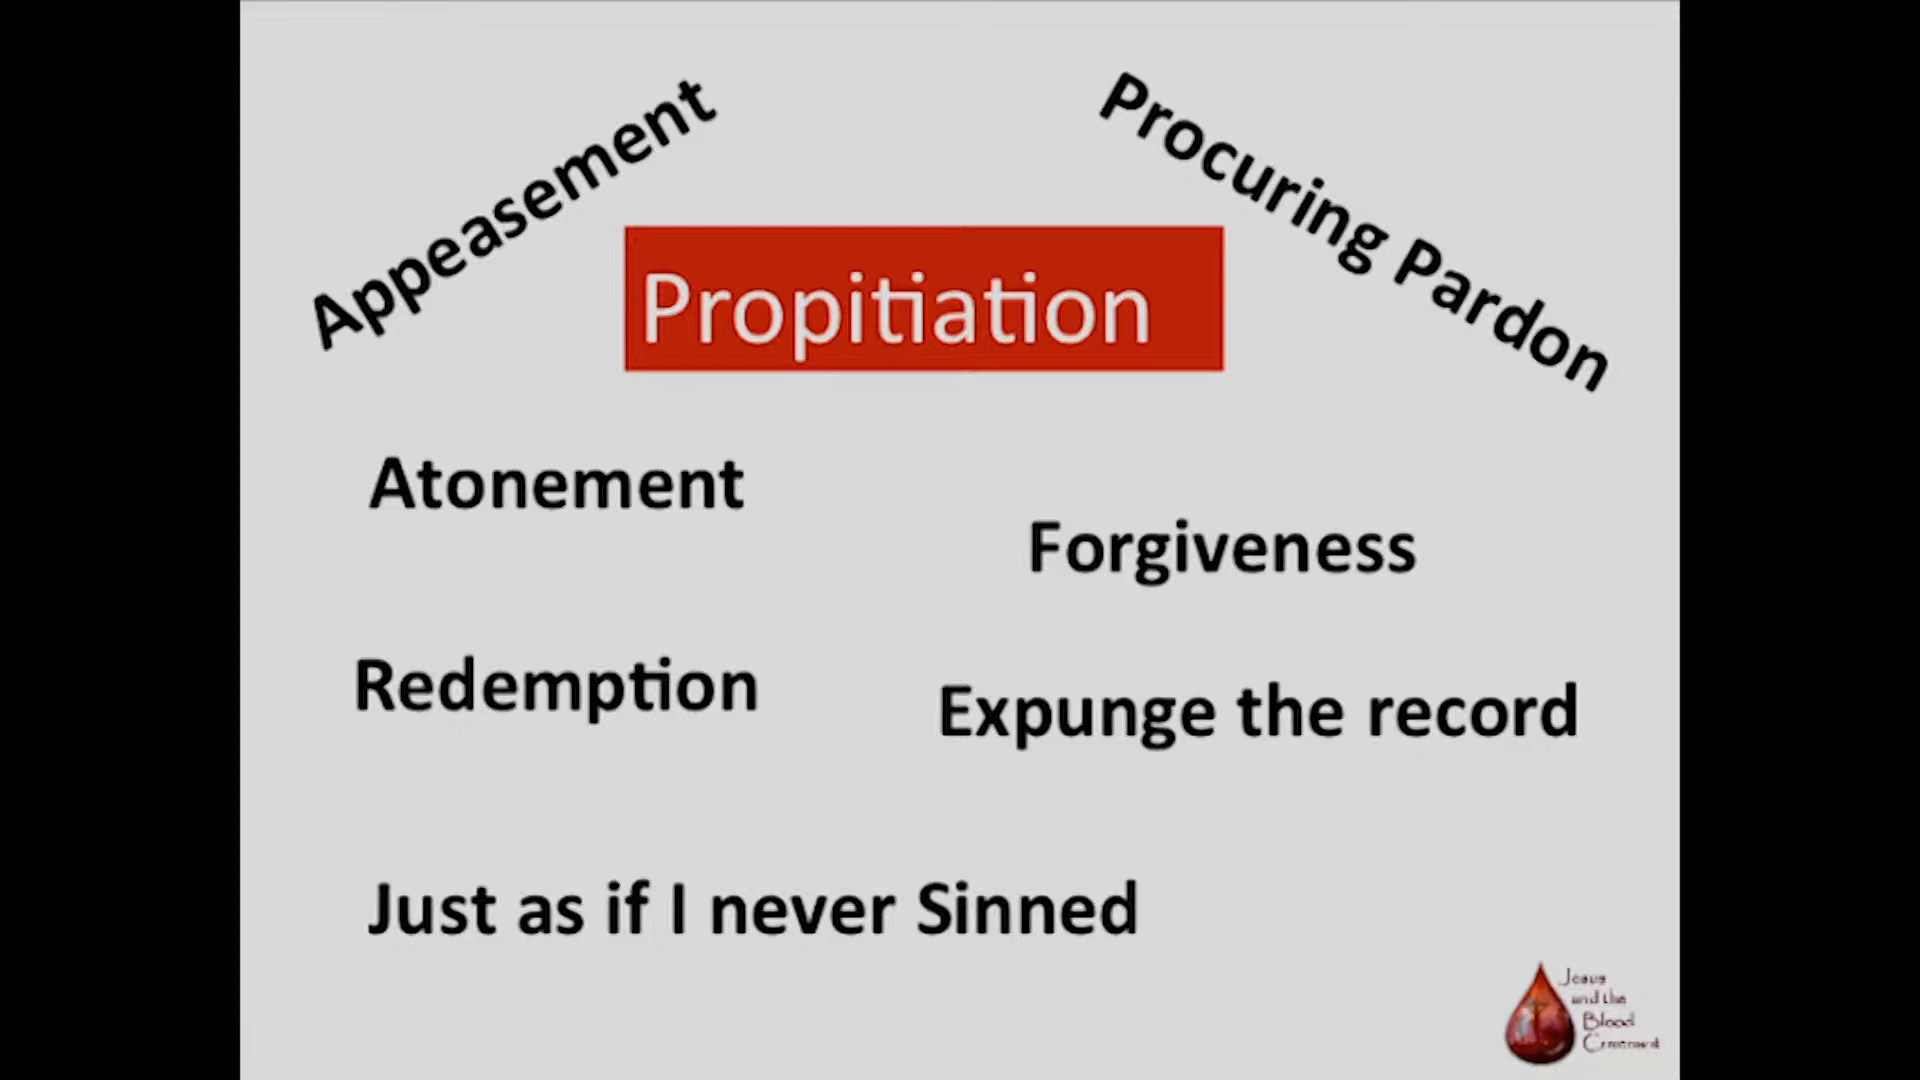 Appeasement
Procuring Pardon
Propitiation
Atonement
Forgiveness
Redemption
Expunge the record
Just as if I never Sinned
Jesus
and the
Blood